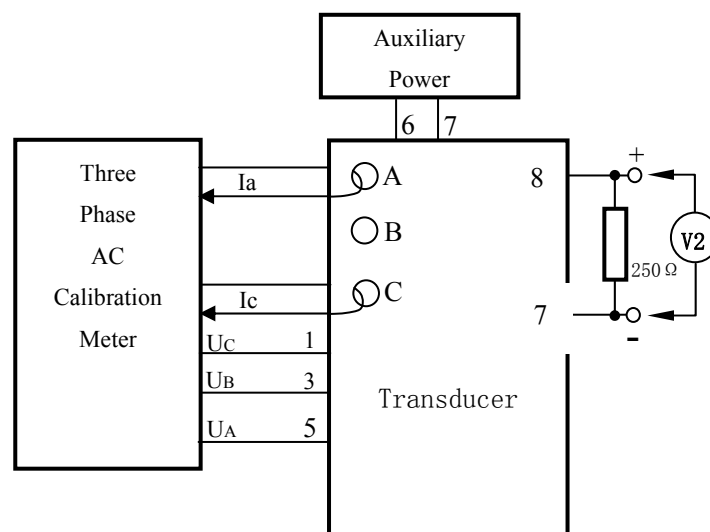 Auxiliary
Power
6 7
Three
Phase
AC
Calibration
Meter
Ia
A
B
Ic
C
UC 1
UB 3
UA 5
8
+
V2
250Ω
7
-
Transducer